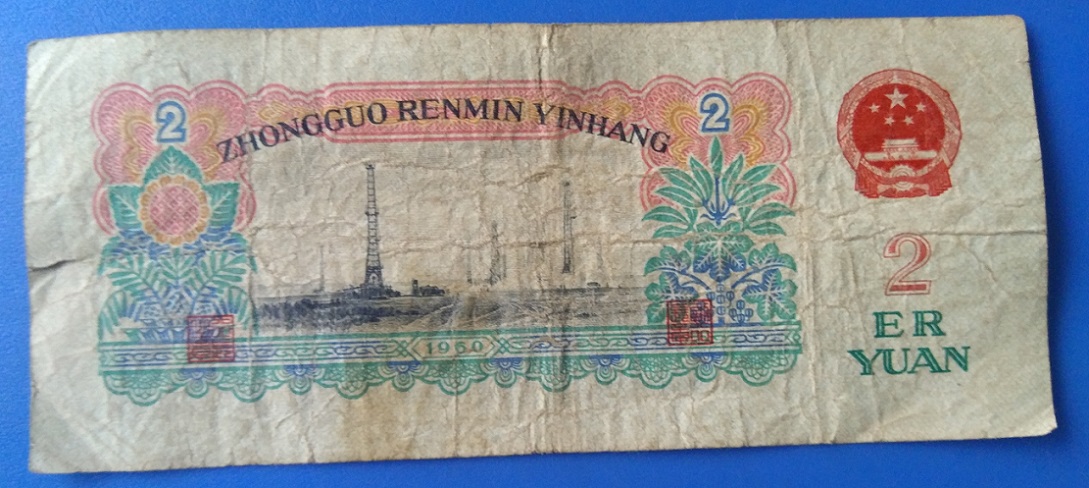 2
2
ZHONGGUO RENMIN YINHANG
2
1960
ER
YUAN